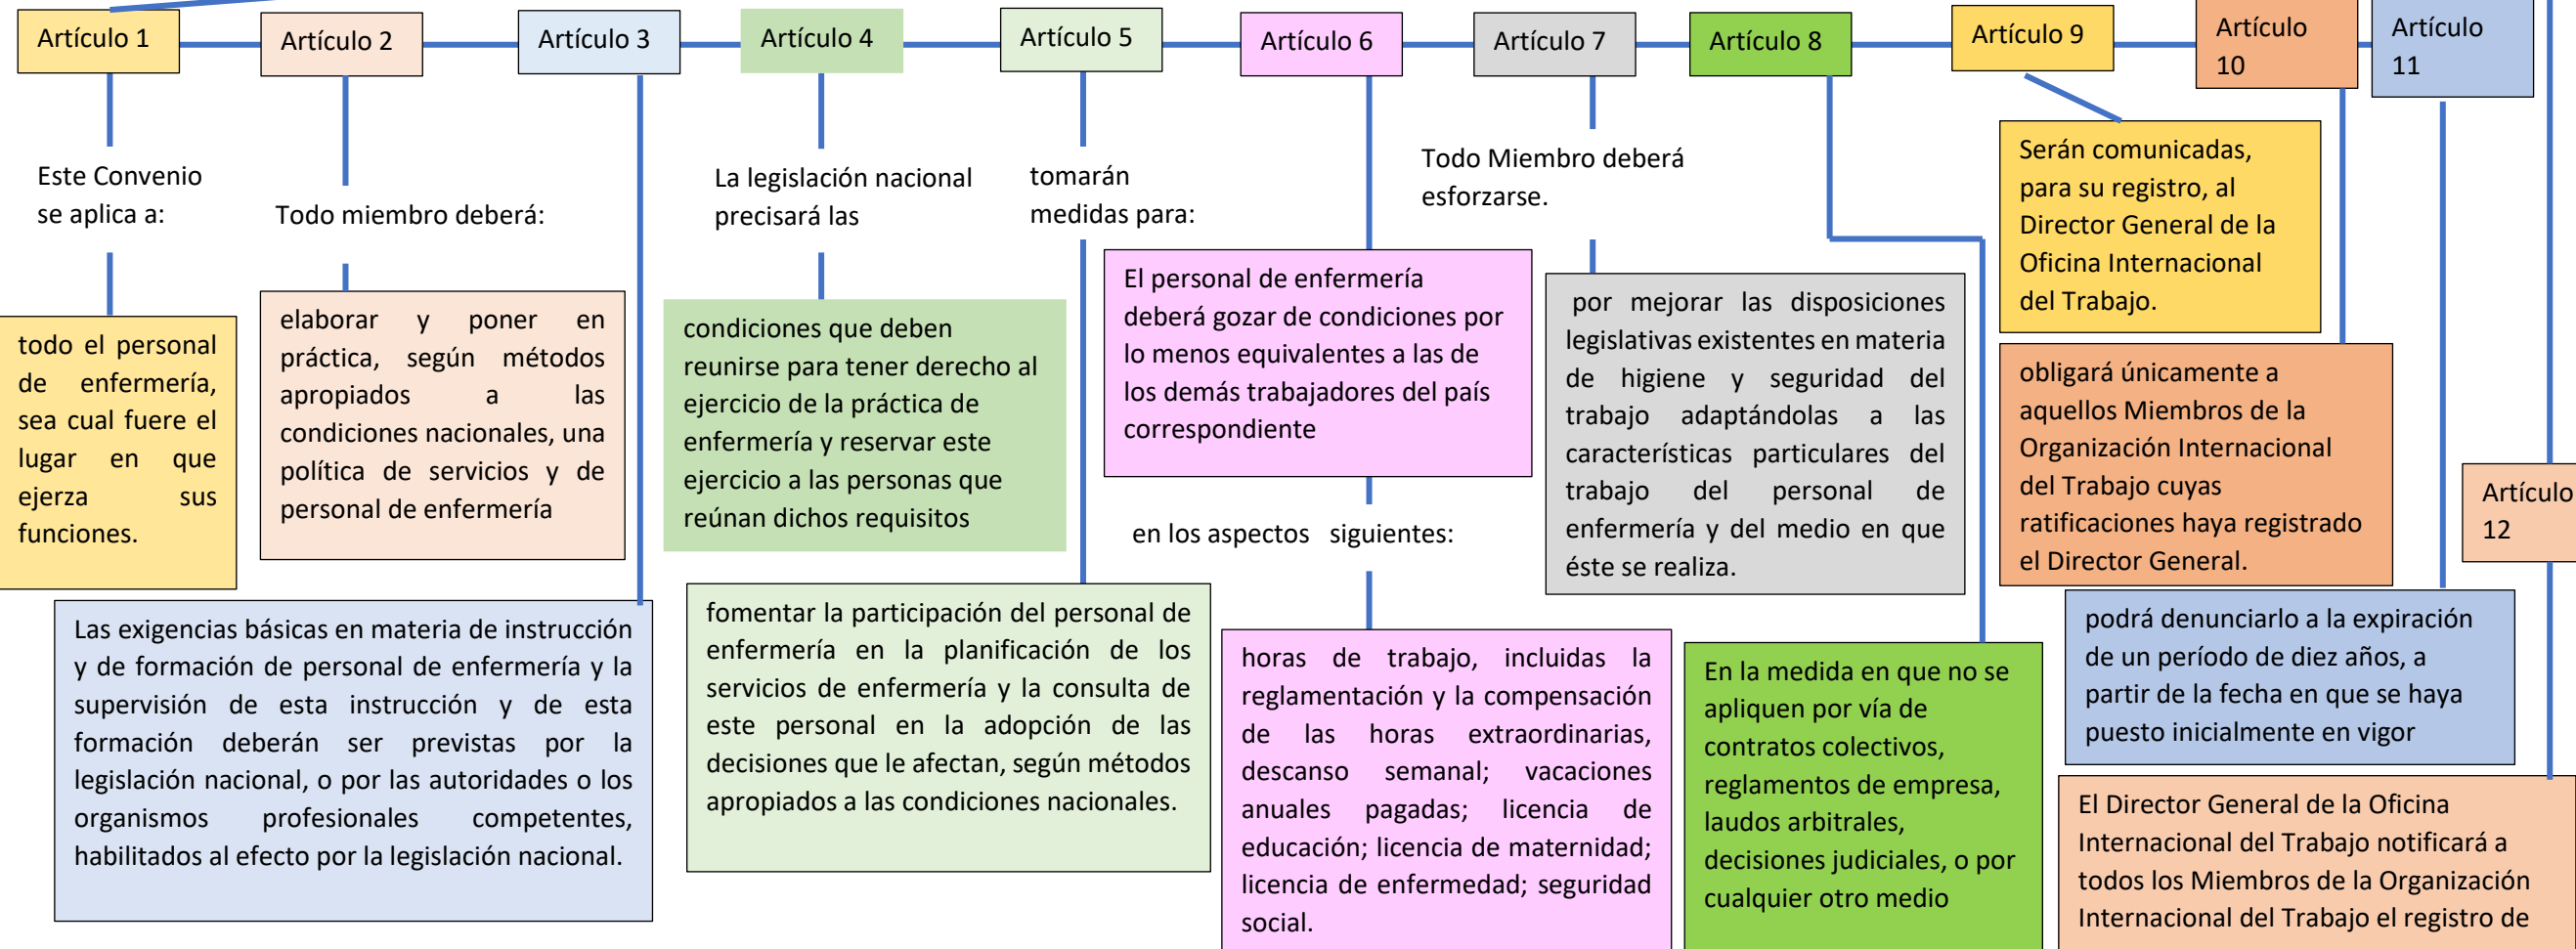 Artículo 1
Este Convenio
se aplica a:
todo el personal
de enfermería,
sea cual fuere el
lugar en que
ejerza sus
funciones.
Artículo 2
Todo miembro deberá:
elaborar y poner en
práctica, según métodos
apropiados a las
condiciones nacionales, una
política de servicios y de
personal de enfermería
Artículo 3
Las exigencias básicas en materia de instrucción
y de formación de personal de enfermería y la
supervisión de esta instrucción y de esta
formación deberán ser previstas por la
legislación nacional, o por las autoridades o los
organismos profesionales competentes,
habilitados al efecto por la legislación nacional.
Artículo 4
La legislación nacional
precisará las
condiciones que deben
reunirse para tener derecho al
ejercicio de la práctica de
enfermería y reservar este
ejercicio a las personas que
reúnan dichos requisitos
Artículo 5
tomarán
medidas para:
fomentar la participación del personal de
enfermería en la planificación de los
servicios de enfermería y la consulta de
este personal en la adopción de las
decisiones que le afectan, según métodos
apropiados a las condiciones nacionales.
Artículo 6
El personal de enfermería
deberá gozar de condiciones por
lo menos equivalentes a las de
los demás trabajadores del país
correspondiente
en los aspectos siguientes:
horas de trabajo, incluidas la
reglamentación y la compensación
de las horas extraordinarias,
descanso semanal; vacaciones
anuales pagadas; licencia de
educación; licencia de maternidad;
licencia de enfermedad; seguridad
social.
Artículo 7
Todo Miembro deberá
esforzarse.
por mejorar las disposiciones
legislativas existentes en materia
de higiene y seguridad del
trabajo adaptándolas a las
características particulares del
trabajo del personal de
enfermería y del medio en que
éste se realiza.
Artículo 8
En la medida en que no se
apliquen por vía de
contratos colectivos,
reglamentos de empresa,
laudos arbitrales,
decisiones judiciales, o por
cualquier otro medio
Artículo 9
Serán comunicadas,
para su registro, al
Director General de la
Oficina Internacional
del Trabajo.
Artículo
10
obligará únicamente a
aquellos Miembros de la
Organización Internacional
del Trabajo cuyas
ratificaciones haya registrado
el Director General.
Artículo
11
podrá denunciarlo a la expiración
de un período de diez años, a
partir de la fecha en que se haya
puesto inicialmente en vigor
Artículo
12
El Director General de la Oficina
Internacional del Trabajo notificará a
todos los Miembros de la Organización
Internacional del Trabajo el registro de